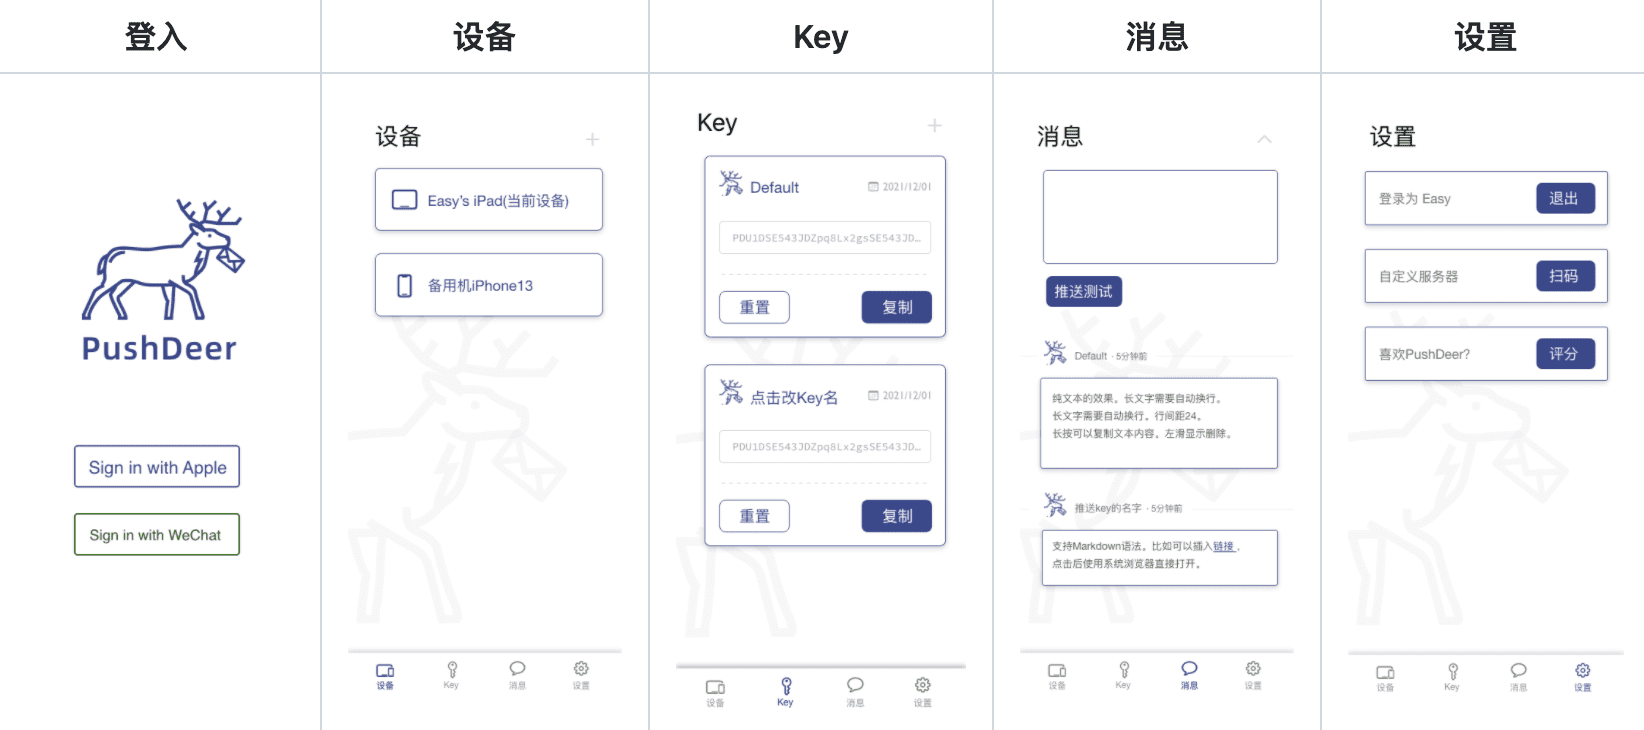 登入
设备
Key
消息
设置
PushDeer
Sign in with Apple
Sign in with WeChat
设备
Easy's iPad(当前设备)
备用机iPhone13
设备
Key
消息
设置
Key
Default
2021/12/01
PDU1DSE543JDZpq8Lx2gsSE543JD…
重置
复制
点击改Key名
2021/12/01
PDU1DSE543JDZpq8Lx2gsSE543JD…
重置
复制
设备
Key
消息
设置
消息
推送测试
Default · 5分钟前
纯文本的效果。长文字需要自动换行。
长文字需要自动换行。行间距24。
长按可以复制文本内容。左滑显示删除。
推送key的名字 · 5分钟前
支持Markdown语法。比如可以插入链接，
点击后使用系统浏览器直接打开。
设备
Key
消息
设置
设置
登录为 Easy
退出
自定义服务器
扫码
喜欢PushDeer?
评分
设备
Key
消息
设置